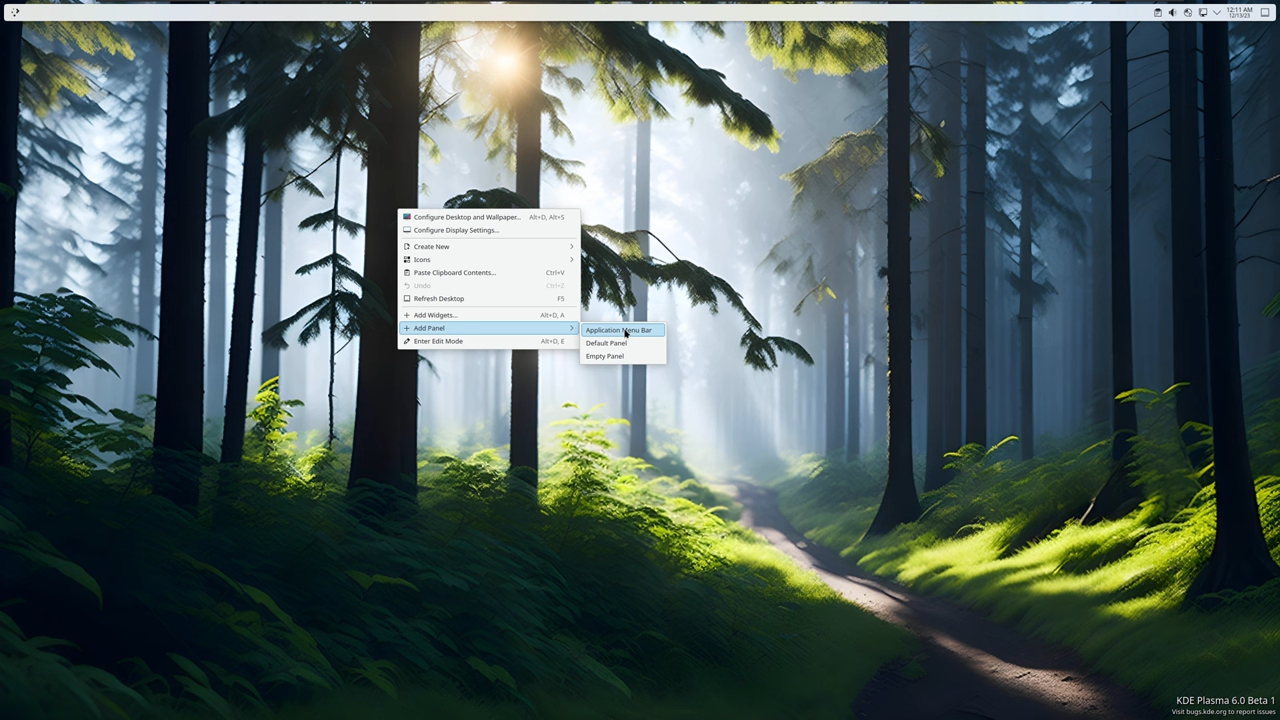 12:11 AM
12/13/23
Configure Desktop and Wallpaper... Alt+D, Alt+S
Configure Display Settings...
Create New
Icons
Paste Clipboard Contents... Ctrl+V
Undo Ctrl+Z
Refresh Desktop F5
Add Widgets... Alt+D, A
Add Panel
Enter Edit Mode Alt+D, E
Application Menu Bar
Default Panel
Empty Panel
KDE Plasma 6.0 Beta 1
Visit bugs.kde.org to report issues